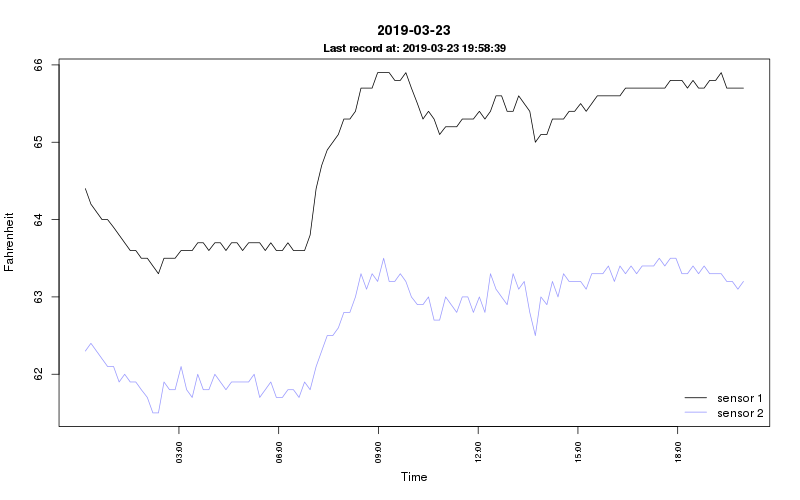 2019-03-23
Last record at: 2019-03-23 19:58:39
66
65
64
63
62
Fahrenheit
03:00
06:00
09:00
12:00
15:00
18:00
Time
sensor 1
sensor 2